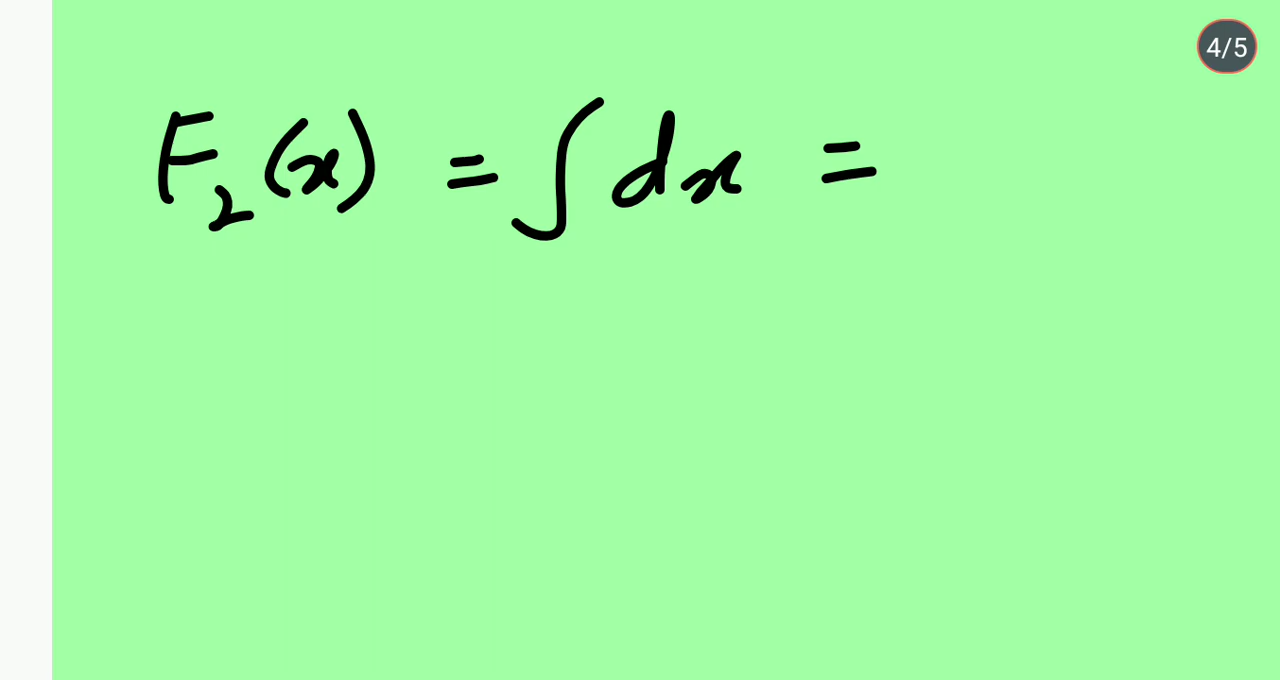 4/5
F₂(x) = ∫dx =